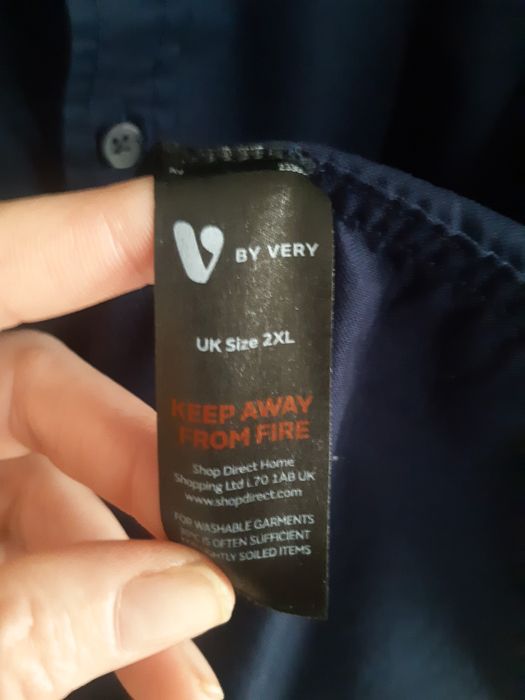 V BY VERY
UK Size 2XL
KEEP AWAY
FROM FIRE
Shop Direct Home
Shopping Ltd L70 1AB UK
www.shopdirect.com
FOR WASHABLE GARMENTS
IS OFTEN SUFFICIENT
SOILED ITEMS